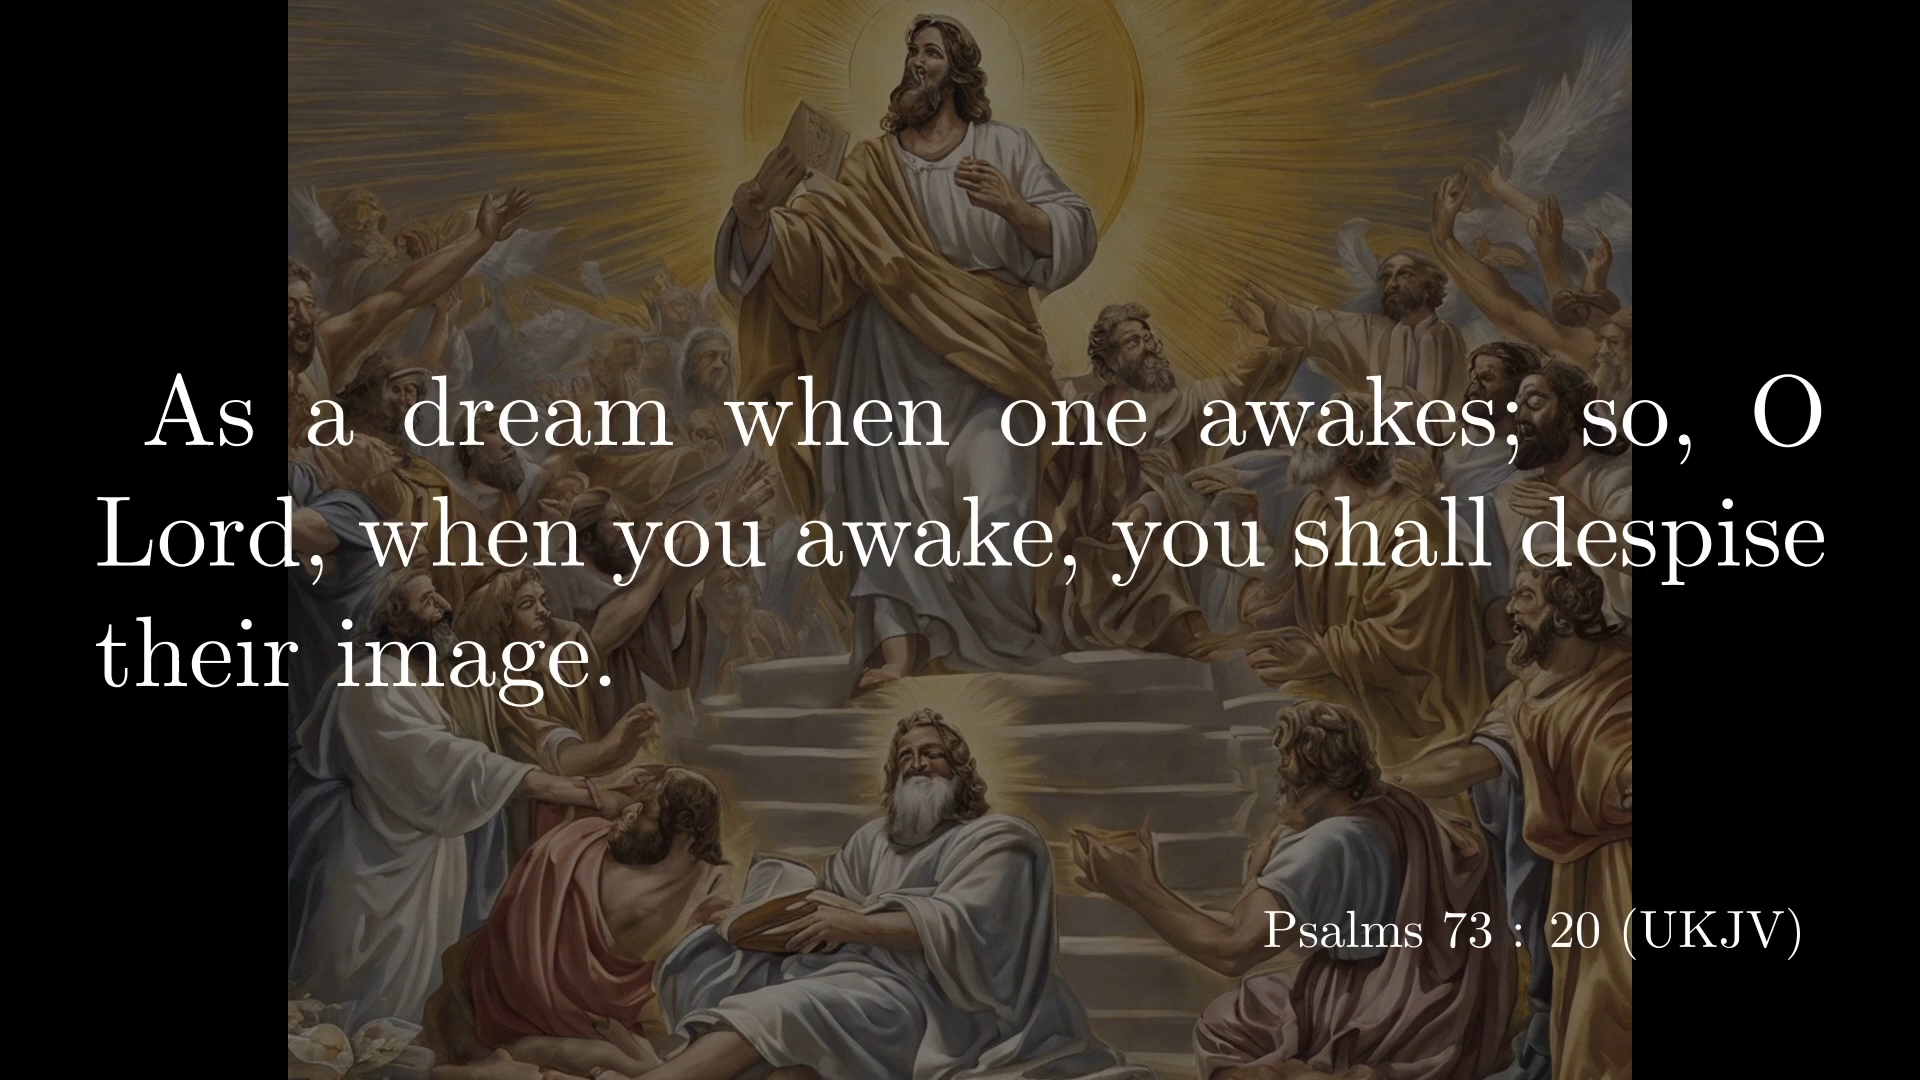 As a dream when one awakes; so, O
Lord, when you awake, you shall despise
their image.
Psalms 73 : 20 (UKJV)